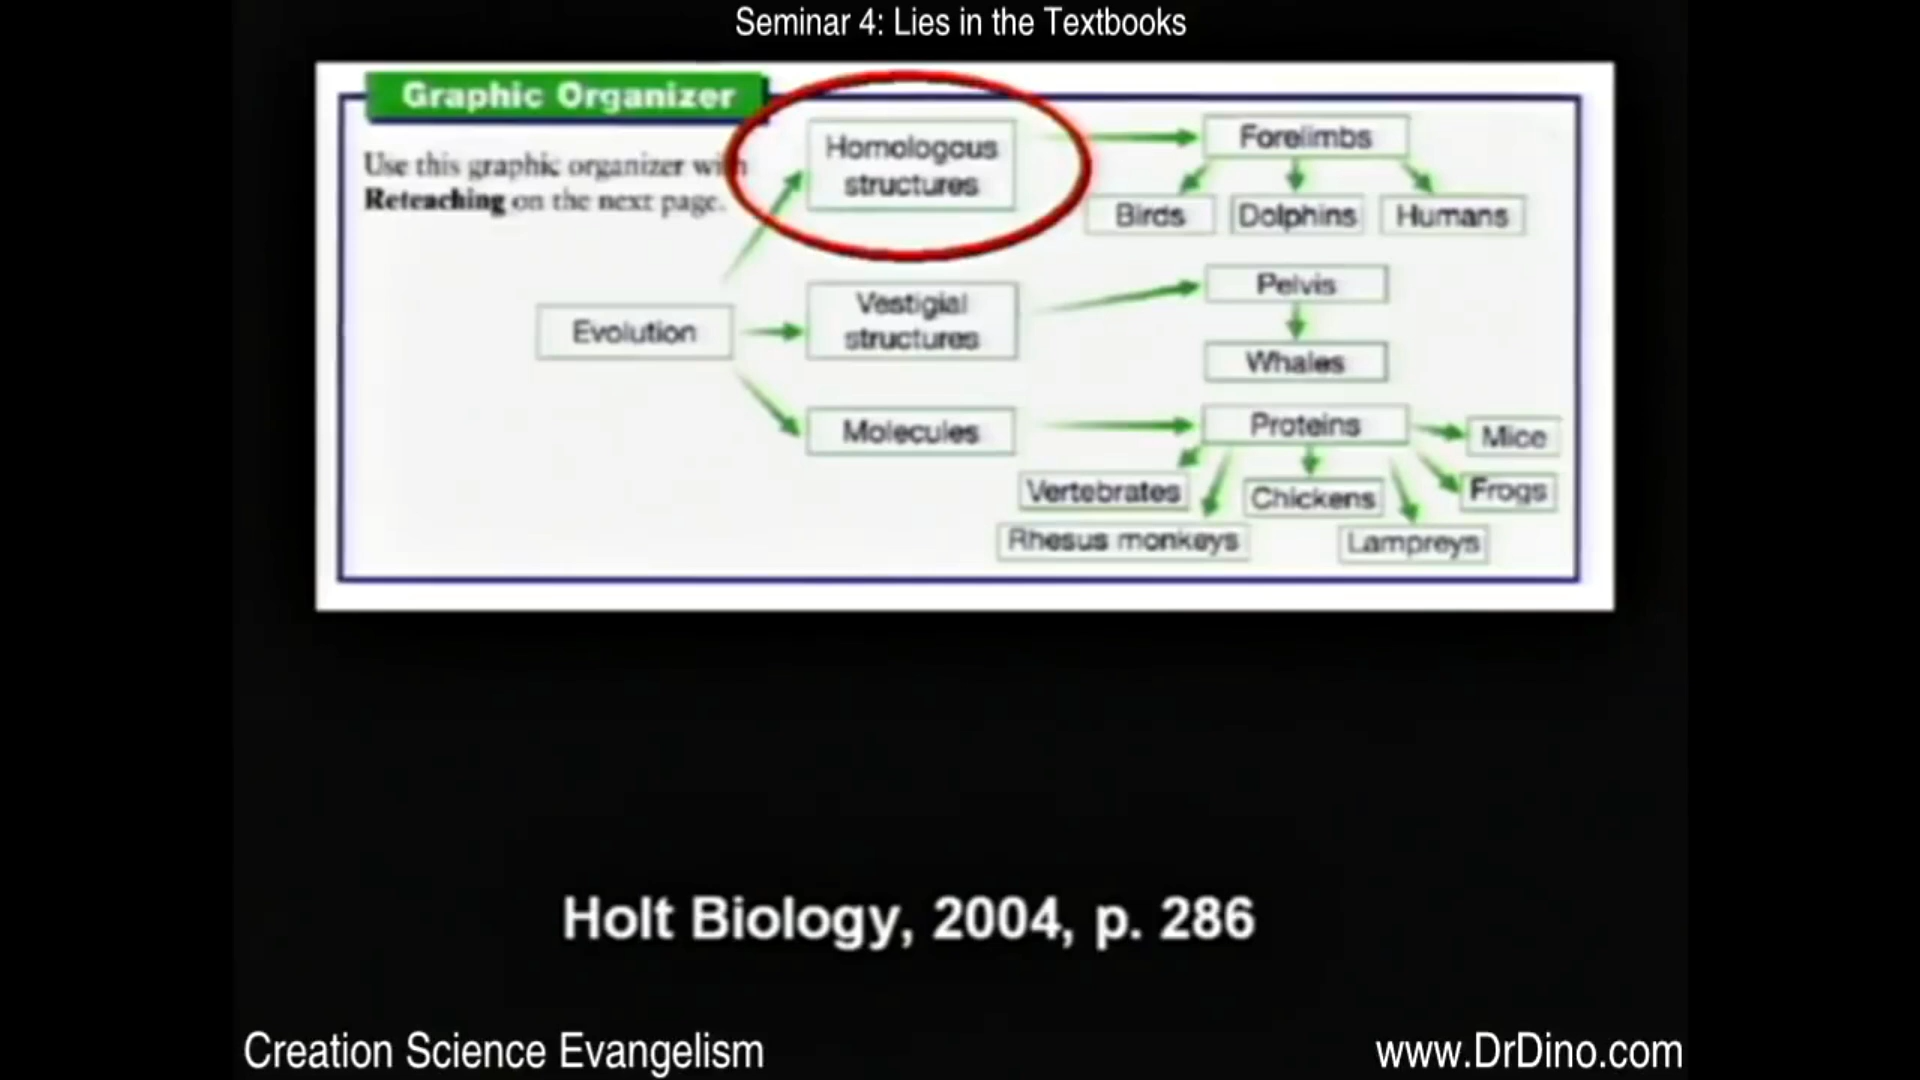 Seminar 4: Lies in the Textbooks
Graphic Organizer
Use this graphic organizer with
Reteaching on the next page.
Homologous
structures
Forelimbs
Birds
Dolphins
Humans
Evolution
Vestigial
structures
Pelvis
Whales
Molecules
Proteins
Mice
Vertebrates
Chickens
Frogs
Rhesus monkeys
Lampreys
Holt Biology, 2004, p. 286
Creation Science Evangelism
www.DrDino.com